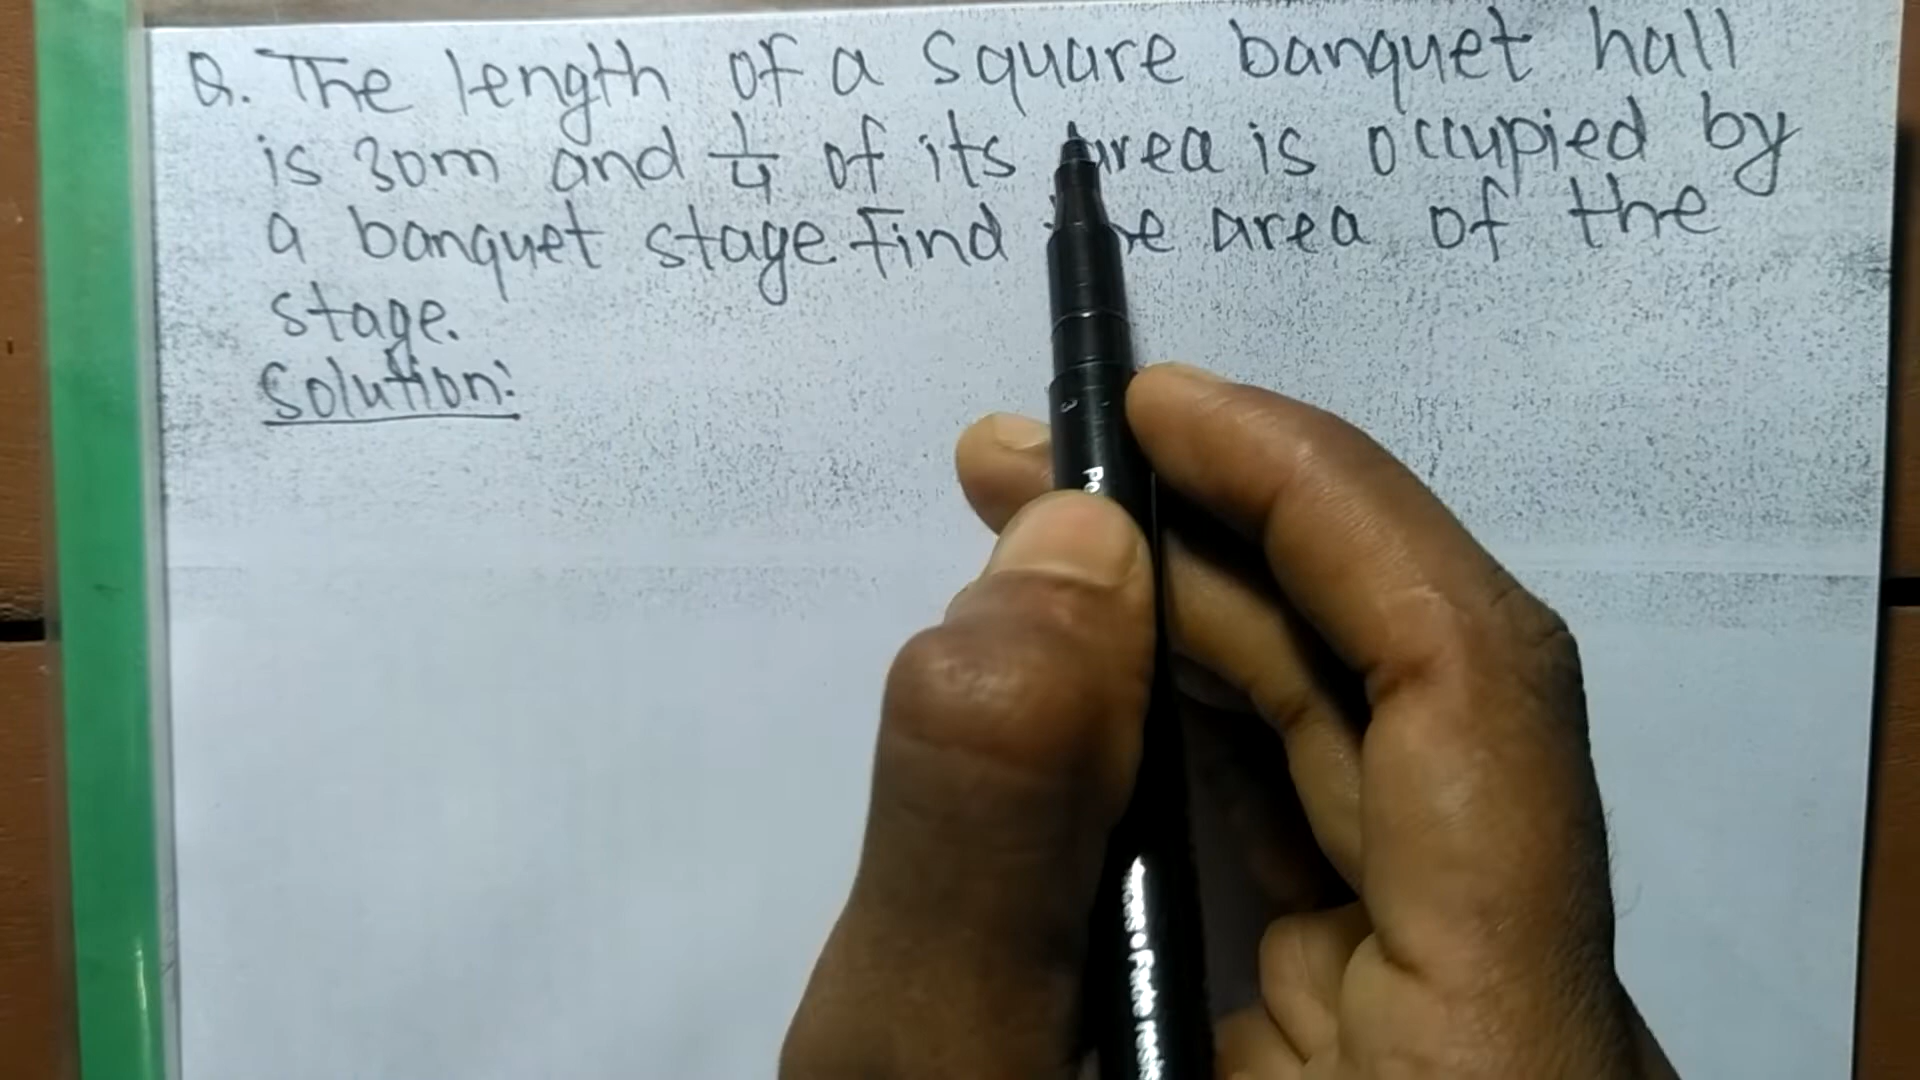 Q. The length of a square banquet hall
is 30m and 1/4 of its area is occupied by
a banquet stage. Find the area of the
stage.
Solution: